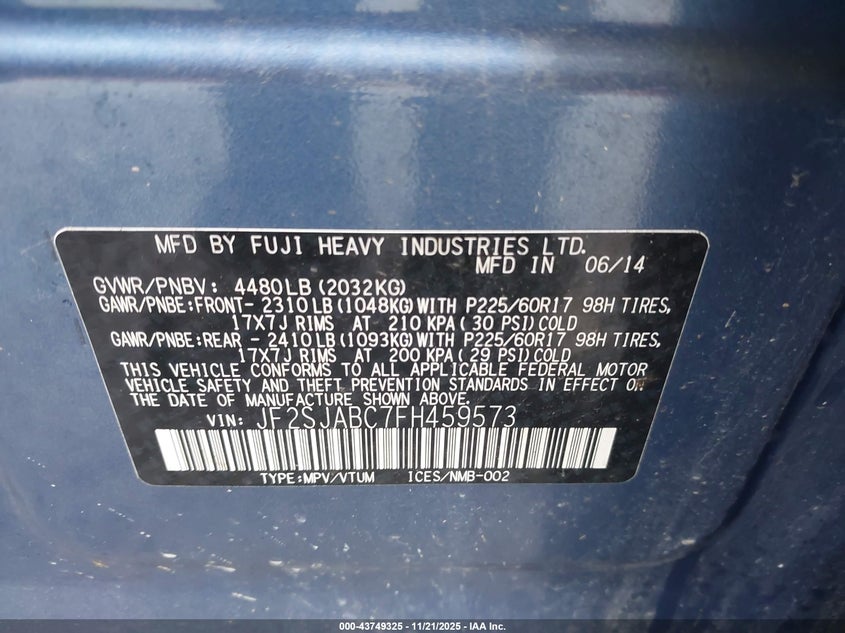 MFD BY FUJI HEAVY INDUSTRIES LTD.
MFD IN 06/14
GVWR/PNBV: 4480LB (2032KG)
GAWR/PNBE:FRONT- 2310LB (1048KG) WITH P225/60R17 98H TIRES,
17X7J RIMS AT 210 KPA ( 30 PSI) COLD
GAWR/PNBE:REAR - 2410LB (1093KG) WITH P225/60R17 98H TIRES,
17X7J RIMS AT 200 KPA ( 29 PSI) COLD
THIS VEHICLE CONFORMS TO ALL APPLICABLE FEDERAL MOTOR
VEHICLE SAFETY AND THEFT PREVENTION STANDARDS IN EFFECT ON
THE DATE OF MANUFACTURE SHOWN ABOVE.
VIN: JF2SJABC7FH459573
TYPE:MPV/VTUM ICES/NMB-002
000-43749325 - 11/21/2025 - IAA Inc.